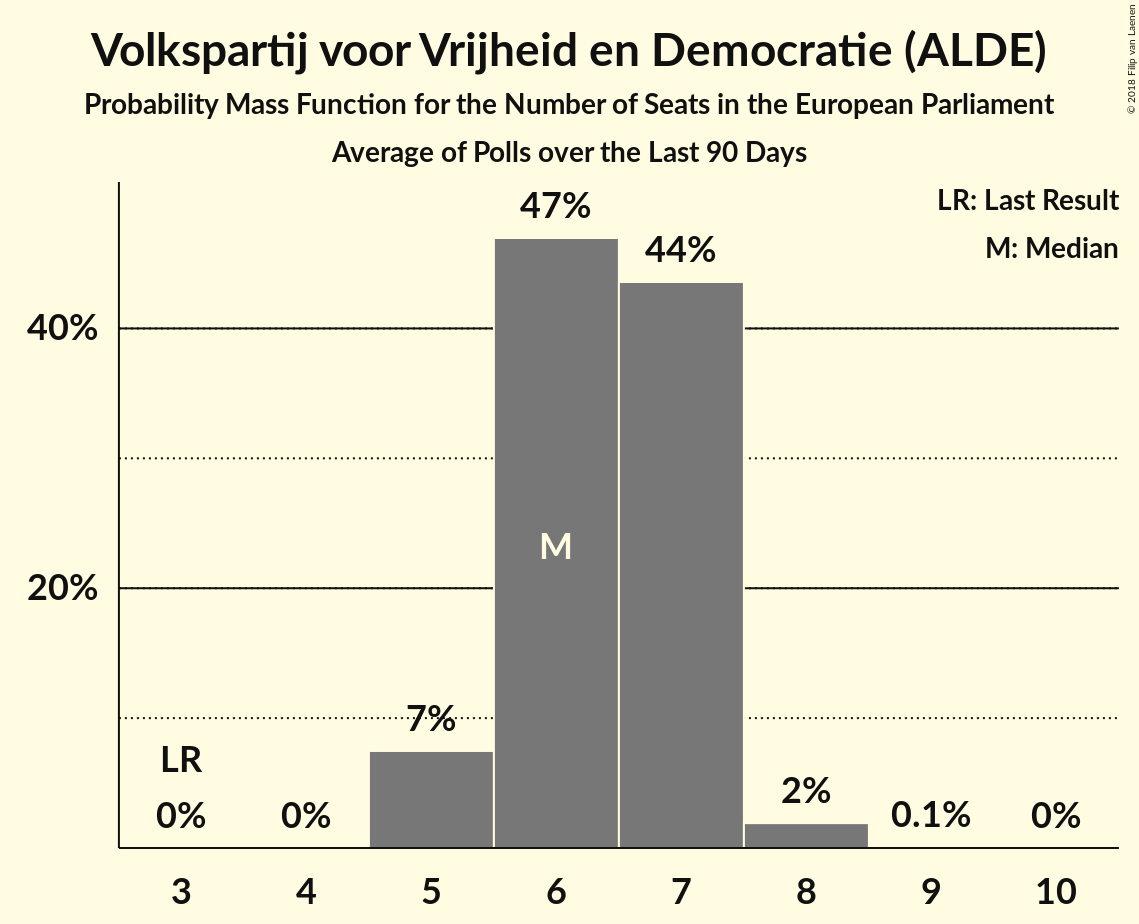 Volkspartij voor Vrijheid en Democratie (ALDE)
Probability Mass Function for the Number of Seats in the European Parliament
Average of Polls over the Last 90 Days
© 2018 Filip van Laenen
LR: Last Result
M: Median
47%
44%
40%
M
20%
7%
LR
0%
0%
2%
0.1%
0%
3 4 5 6 7 8 9 10